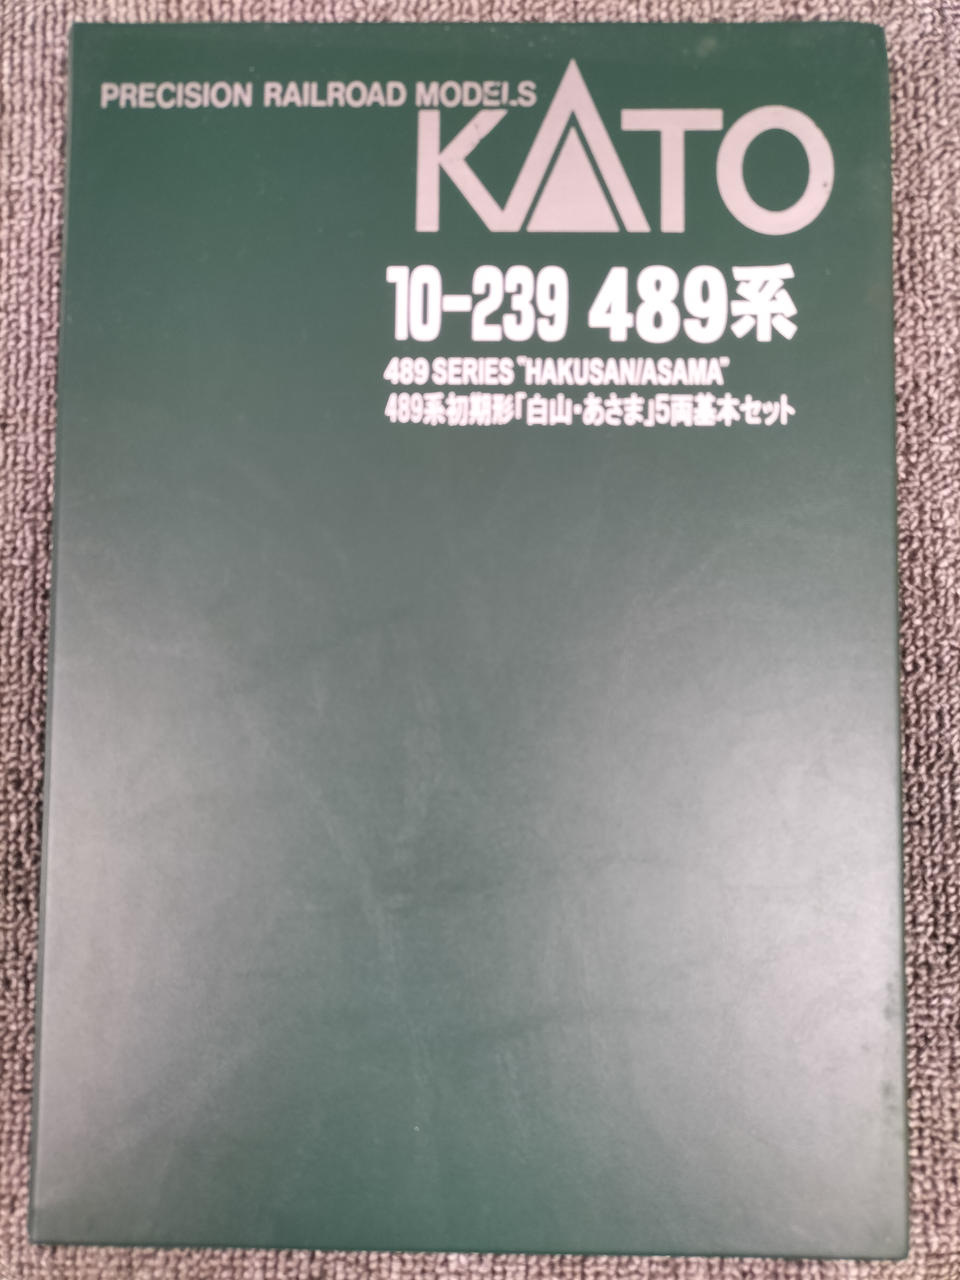 PRECISION RAILROAD MODELS
KATO
10-239 489系
489 SERIES "HAKUSAN/ASAMA"
489系初期形「白山・あさま」5両基本セット